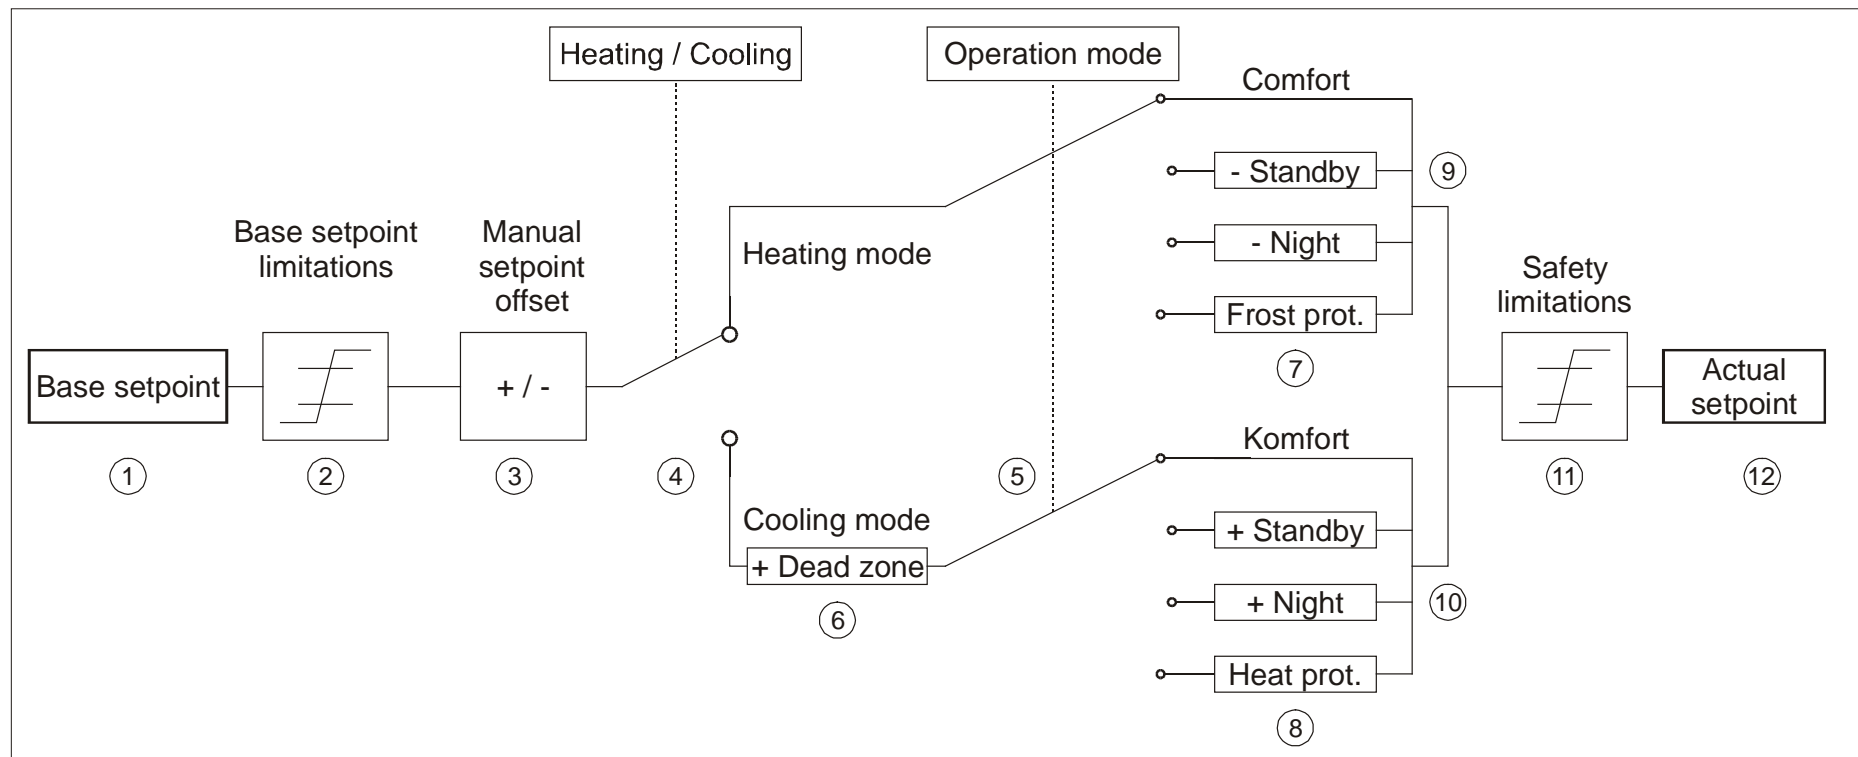 Heating / Cooling
Operation mode
Comfort
- Standby
9
- Night
Frost prot.
7
Base setpoint
limitations
Manual
setpoint
offset
Heating mode
Safety
limitations
Base setpoint
+ / -
Actual
setpoint
1
2
3
4
5
11
12
Komfort
Cooling mode
+ Dead zone
6
+ Standby
+ Night
10
Heat prot.
8